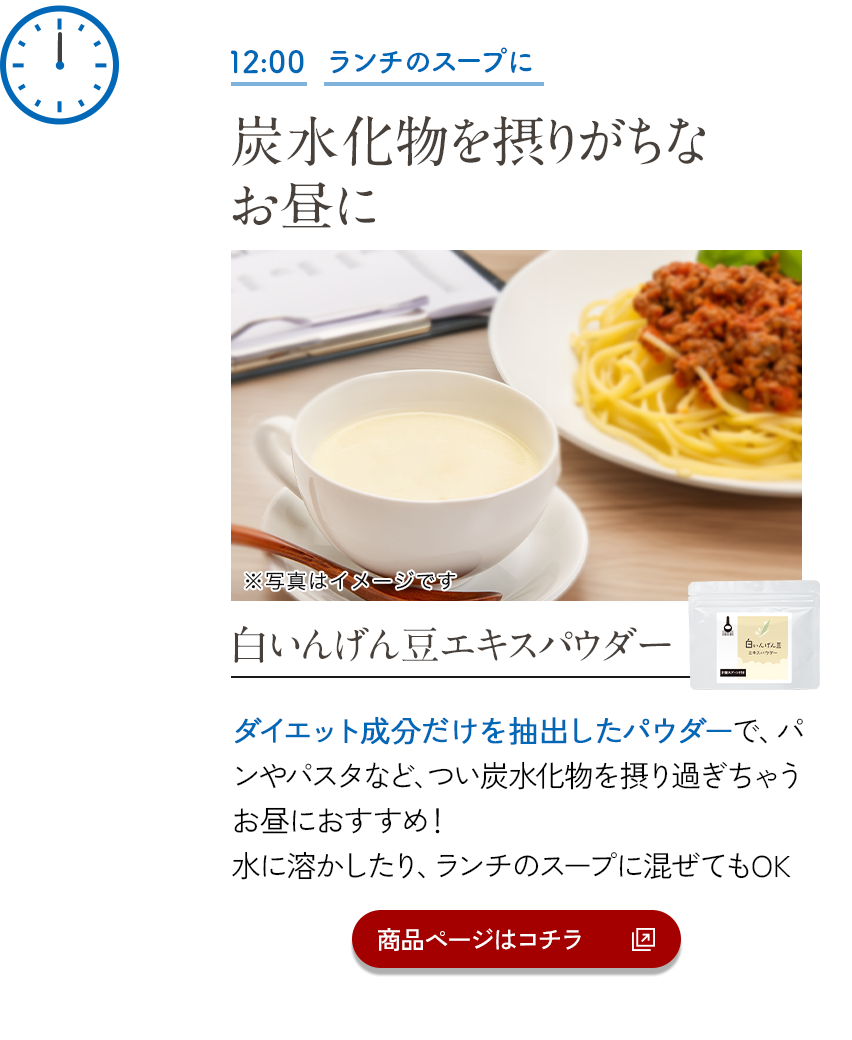 12:00 ランチのスープに
炭水化物を摂りがちな
お昼に
※写真はイメージです
白いんげん豆エキスパウダー
白いんげん豆
エキスパウダー
ダイエット成分だけを抽出したパウダーで、パ
ンやパスタなど、つい炭水化物を摂り過ぎちゃう
お昼におすすめ！
水に溶かしたり、ランチのスープに混ぜてもOK
商品ページはコチラ